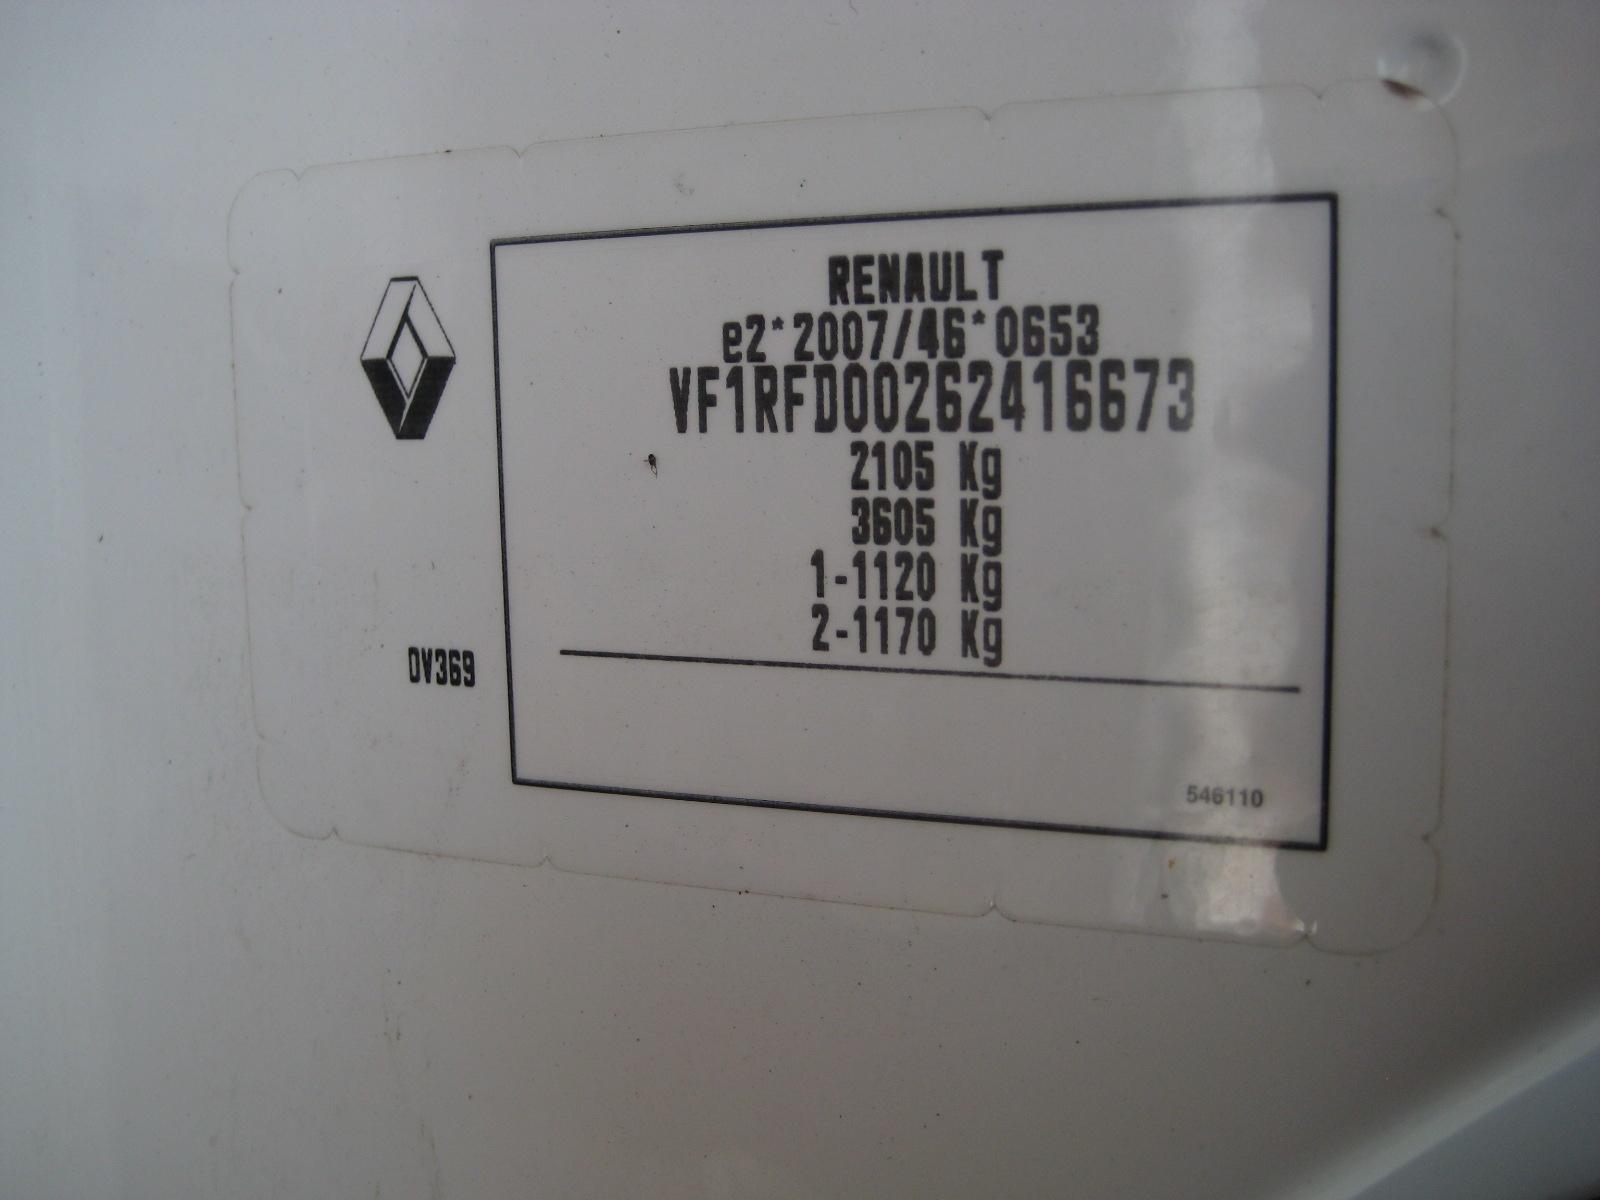 RENAULT
e2*2007/46*0653
VF1RFD00262416673
2105 Kg
3605 Kg
1-1120 Kg
2-1170 Kg
OV369
546110